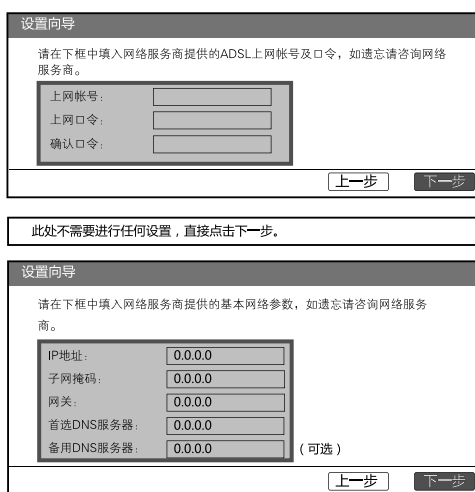 设置向导
请在下框中填入网络服务商提供的ADSL上网帐号及口令，如遗忘请咨询网络
服务商。
上网帐号：
上网口令：
确认口令：
上一步 下一步
此处不需要进行任何设置，直接点击下一步。
设置向导
请在下框中填入网络服务商提供的基本网络参数，如遗忘请咨询网络服务
商。
IP地址： 0.0.0.0
子网掩码： 0.0.0.0
网关： 0.0.0.0
首选DNS服务器： 0.0.0.0
备用DNS服务器： 0.0.0.0 （可选）
上一步 下一步